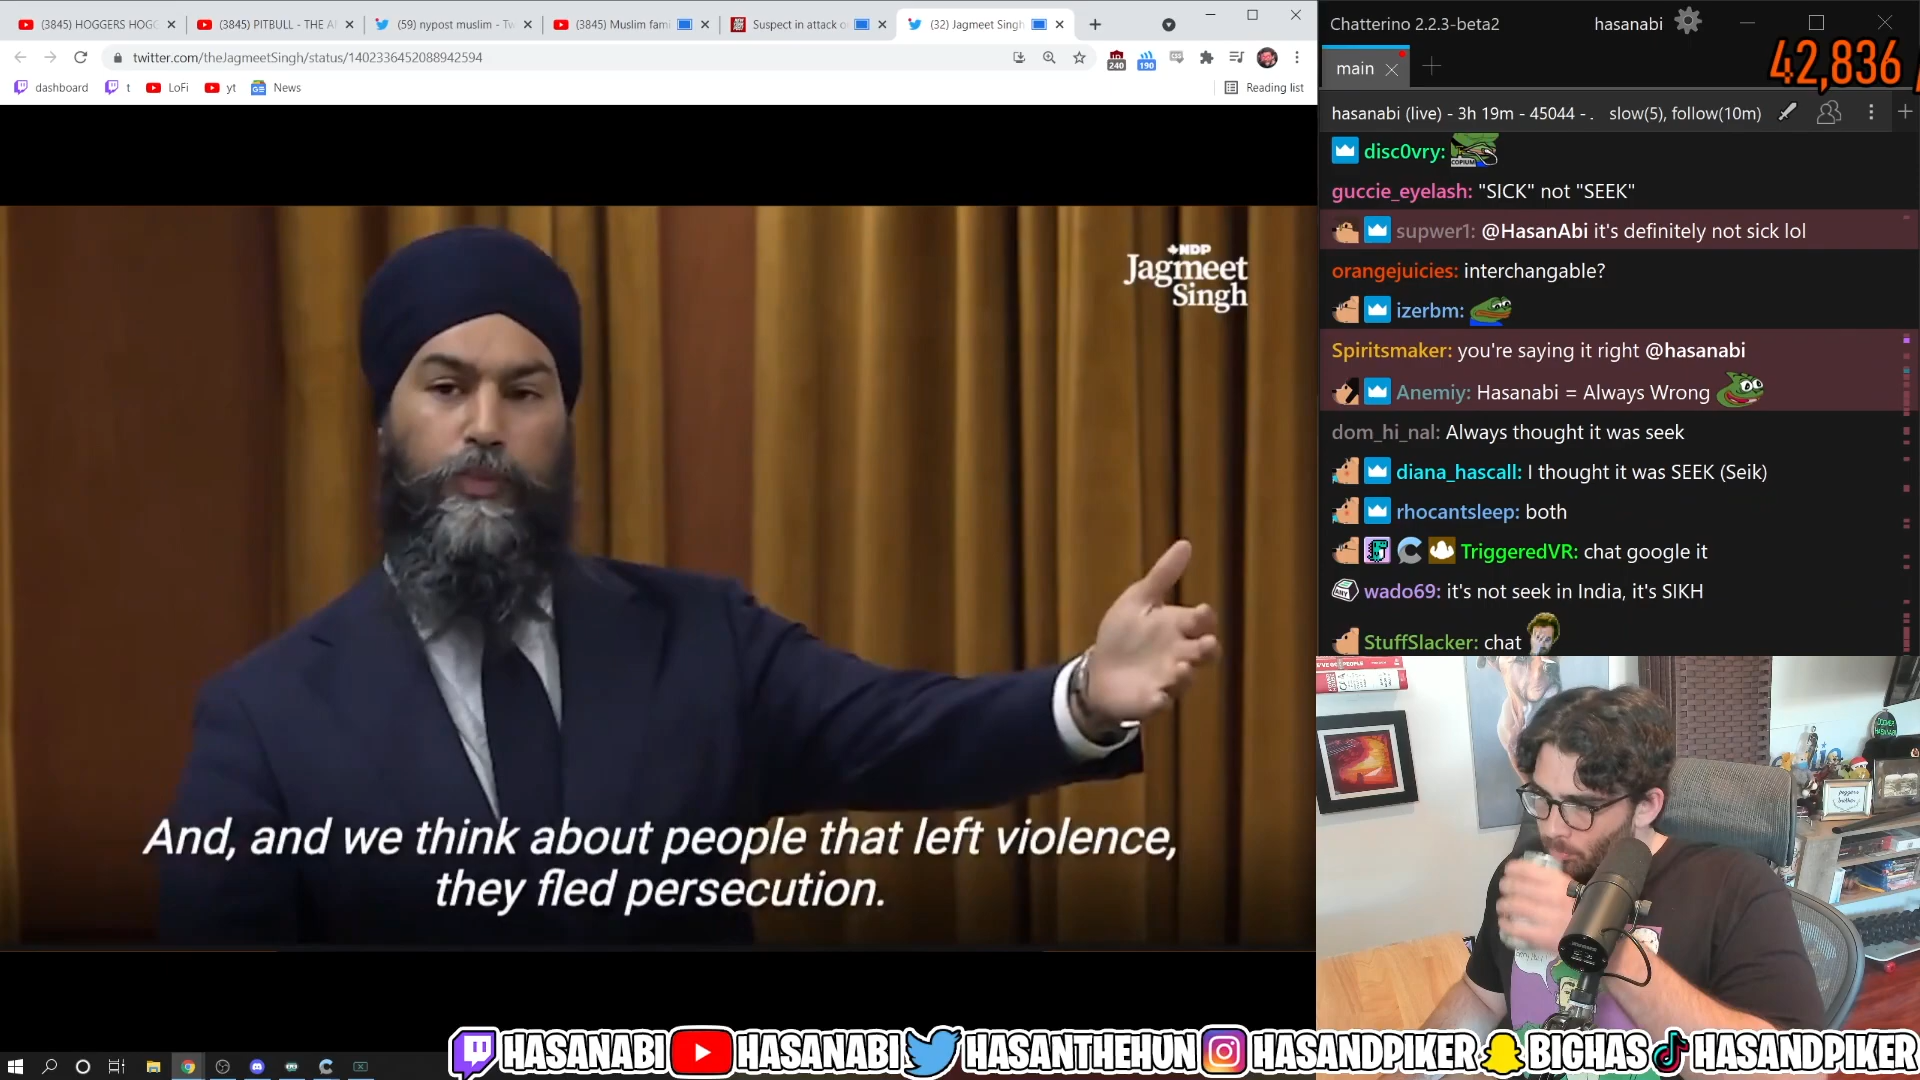 (3845) HOGGERS HOGG
(3845) PITBULL - THE A
(59) nypost muslim - Tw
(3845) Muslim fami
Suspect in attack o
(32) Jagmeet Singh
twitter.com/theJagmeetSingh/status/1402336452088942594
240
190
dashboard
t
LoFi
yt
News
Reading list
NDP
Jagmeet
Singh
And, and we think about people that left violence,
they fled persecution.
Chatterino 2.2.3-beta2
hasanabi
main
42,836
hasanabi (live) - 3h 19m - 45044 - .
slow(5), follow(10m)
disc0vry:
COPIUM
guccie_eyelash: "SICK" not "SEEK"
supwer1: @HasanAbi it's definitely not sick lol
orangejuicies: interchangable?
izerbm:
Spiritsmaker: you're saying it right @hasanabi
Anemiy: Hasanabi = Always Wrong
dom_hi_nal: Always thought it was seek
diana_hascall: I thought it was SEEK (Seik)
rhocantsleep: both
TriggeredVR: chat google it
wado69: it's not seek in India, it's SIKH
StuffSlacker: chat
HASANABI
HASANABI
HASANTHEHUN
HASANDPIKER
BIGHAS
HASANDPIKER